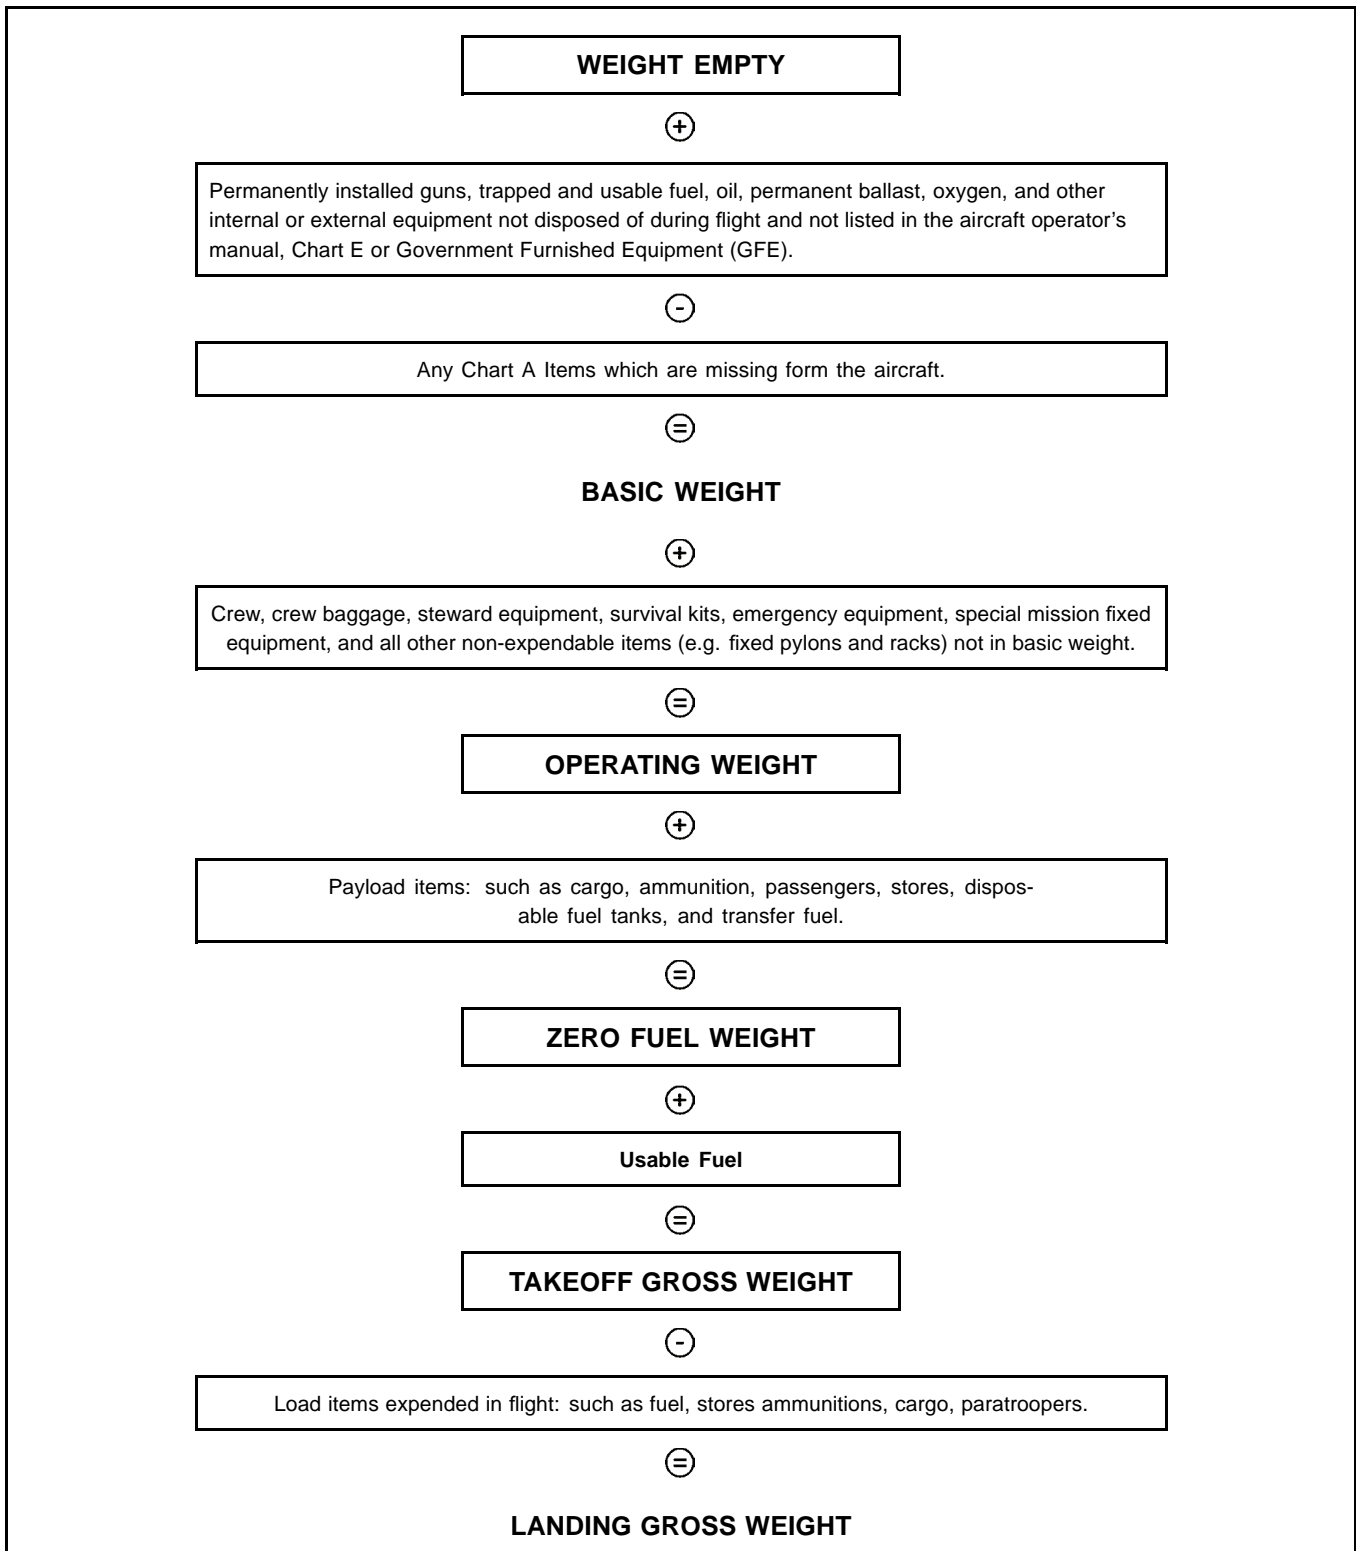 WEIGHT EMPTY
+
Permanently installed guns, trapped and usable fuel, oil, permanent ballast, oxygen, and other
internal or external equipment not disposed of during flight and not listed in the aircraft operator's
manual, Chart E or Government Furnished Equipment (GFE).
-
Any Chart A Items which are missing form the aircraft.
=
BASIC WEIGHT
+
Crew, crew baggage, steward equipment, survival kits, emergency equipment, special mission fixed
equipment, and all other non-expendable items (e.g. fixed pylons and racks) not in basic weight.
=
OPERATING WEIGHT
+
Payload items: such as cargo, ammunition, passengers, stores, dispos-
able fuel tanks, and transfer fuel.
=
ZERO FUEL WEIGHT
+
Usable Fuel
=
TAKEOFF GROSS WEIGHT
-
Load items expended in flight: such as fuel, stores ammunitions, cargo, paratroopers.
=
LANDING GROSS WEIGHT